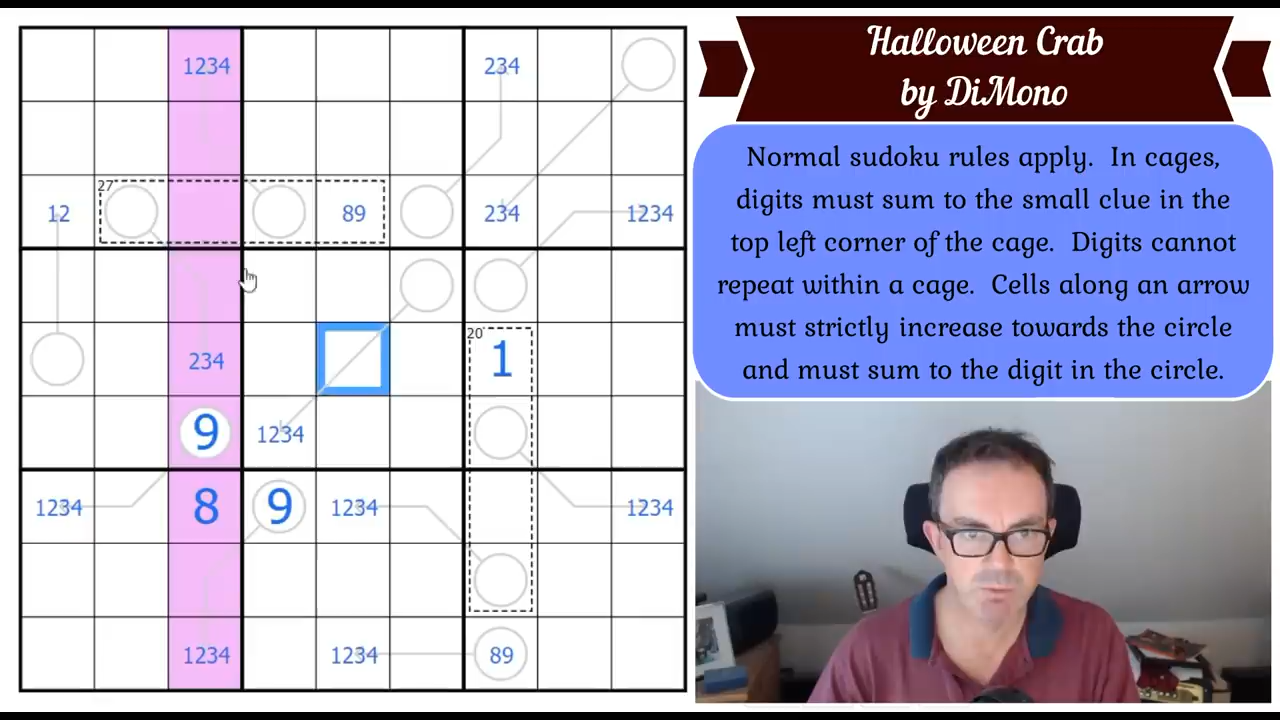 Halloween Crab
by DiMono
Normal sudoku rules apply. In cages,
digits must sum to the small clue in the
top left corner of the cage. Digits cannot
repeat within a cage. Cells along an arrow
must strictly increase towards the circle
and must sum to the digit in the circle.
1234 234
27
12 89 234 1234
20
234 1
9 1234
1234 8 9 1234 1234
1234 1234 89